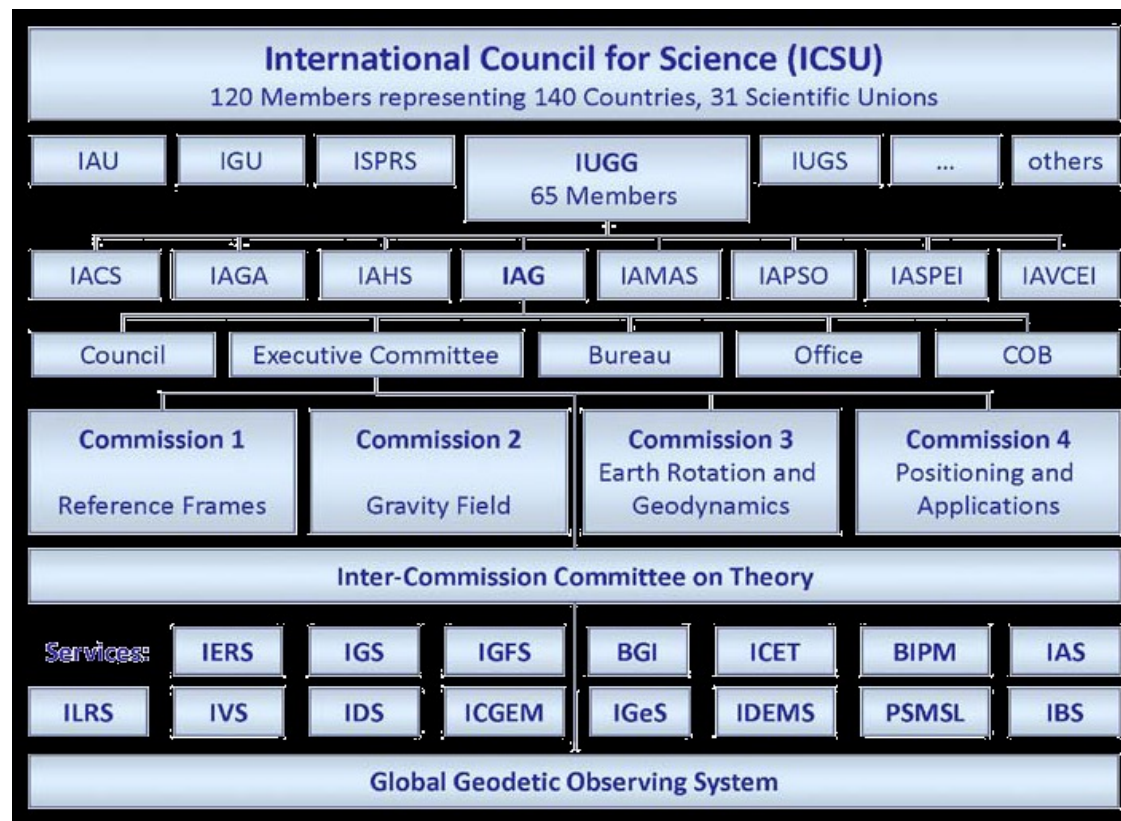 International Council for Science (ICSU)
120 Members representing 140 Countries, 31 Scientific Unions
IAU IGU ISPRS IUGG IUGS ... others
65 Members
IACS IAGA IAHS IAG IAMAS IAPSO IASPEI IAVCEI
Council Executive Committee Bureau Office COB
Commission 1
Reference Frames
Commission 2
Gravity Field
Commission 3
Earth Rotation and
Geodynamics
Commission 4
Positioning and
Applications
Inter-Commission Committee on Theory
Services: IERS IGS IGFS BGI ICET BIPM IAS
ILRS IVS IDS ICGEM IGeS IDEMS PSMSL IBS
Global Geodetic Observing System